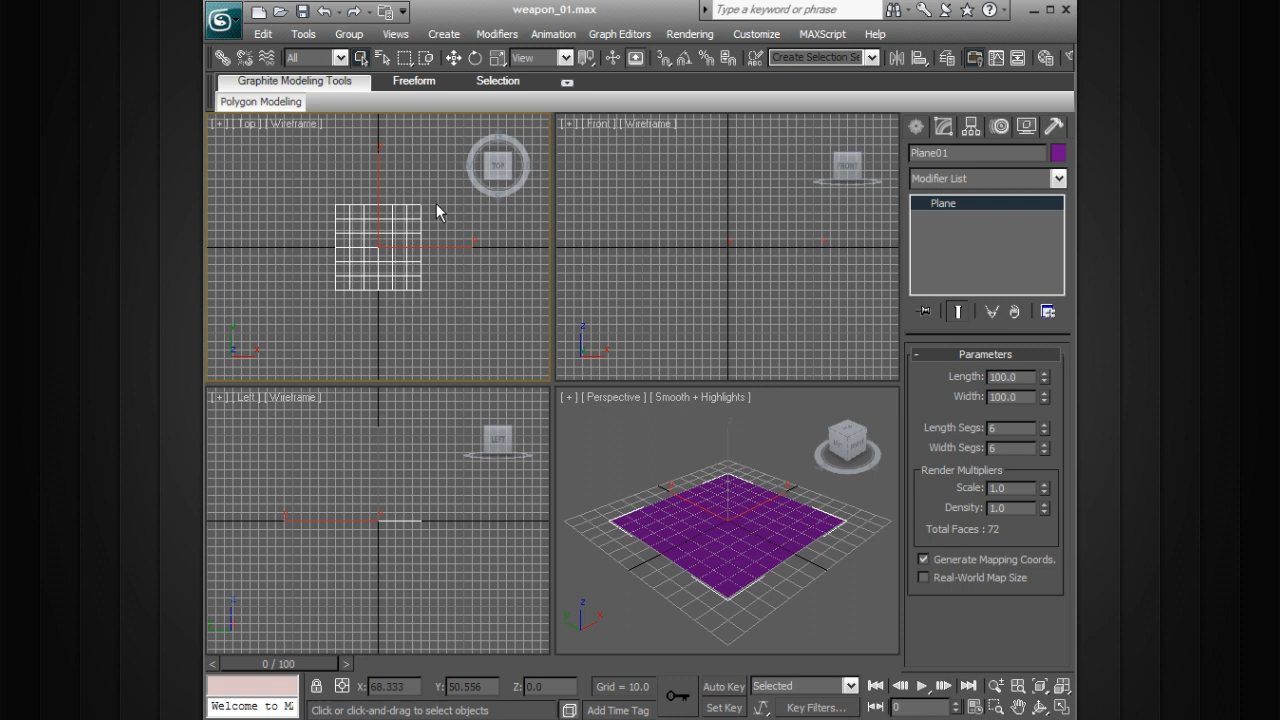 weapon_01.max
Type a keyword or phrase
Edit Tools Group Views Create Modifiers Animation Graph Editors Rendering Customize MAXScript Help
All View Create Selection Se
Graphite Modeling Tools Freeform Selection
Polygon Modeling
[ + ] [ Top ] [ Wireframe ]
TOP
[ + ] [ Front ] [ Wireframe ]
FRONT
Plane01
Modifier List
Plane
Parameters
Length: 100.0
Width: 100.0
Length Segs: 6
Width Segs: 6
Render Multipliers
Scale: 1.0
Density: 1.0
Total Faces : 72
Generate Mapping Coords.
Real-World Map Size
[ + ] [ Left ] [ Wireframe ]
LEFT
[ + ] [ Perspective ] [ Smooth + Highlights ]
< 0 / 100 >
X: 68.333 Y: 50.556 Z: 0.0 Grid = 10.0 Auto Key Selected
Welcome to M
Click or click-and-drag to select objects Add Time Tag Set Key Key Filters... 0